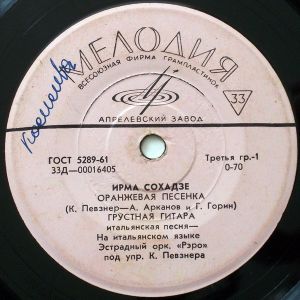 МЕЛОДИЯ
ВСЕСОЮЗНАЯ ФИРМА ГРАМПЛАСТИНОК
33
АПРЕЛЕВСКИЙ ЗАВОД
ГОСТ 5289-61
33Д—00016405
Третья гр.-1
0-70
ИРМА СОХАДЗЕ
ОРАНЖЕВАЯ ПЕСЕНКА
(К. Певзнер—А. Арканов и Г. Горин)
ГРУСТНАЯ ГИТАРА
итальянская песня—
На итальянском языке
Эстрадный орк. «Рэро»
под упр. К. Певзнера